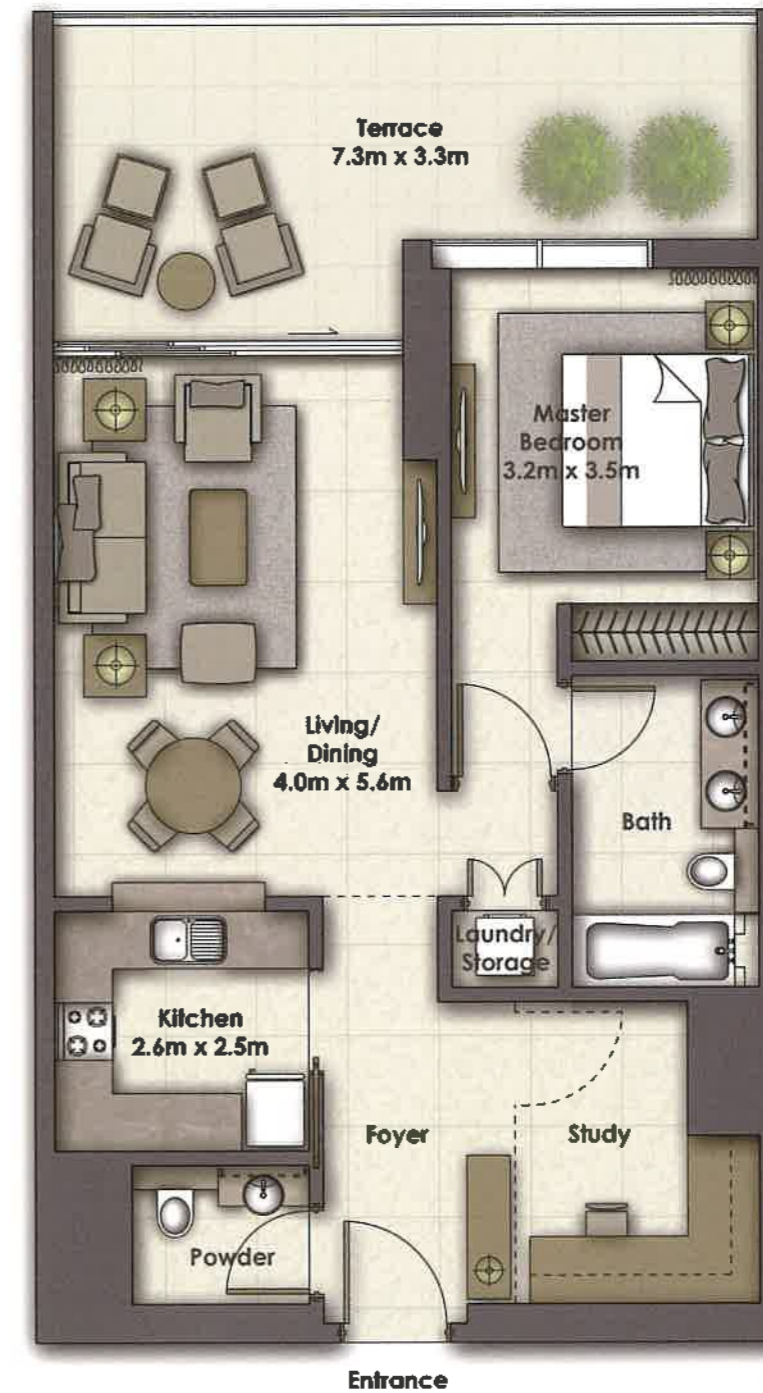 Terrace
7.3m x 3.3m
Master
Bedroom
3.2m x 3.5m
Living/
Dining
4.0m x 5.6m
Bath
Laundry/
Storage
Kitchen
2.6m x 2.5m
Foyer
Study
Powder
Entrance